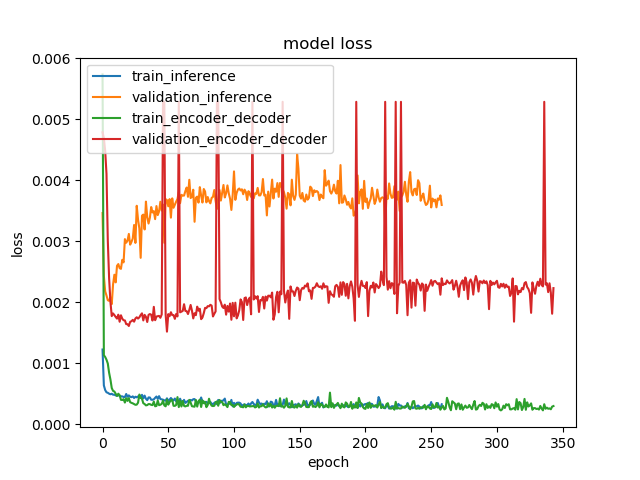 model loss
train_inference
validation_inference
train_encoder_decoder
validation_encoder_decoder
loss
0.006
0.005
0.004
0.003
0.002
0.001
0.000
0 50 100 150 200 250 300 350
epoch